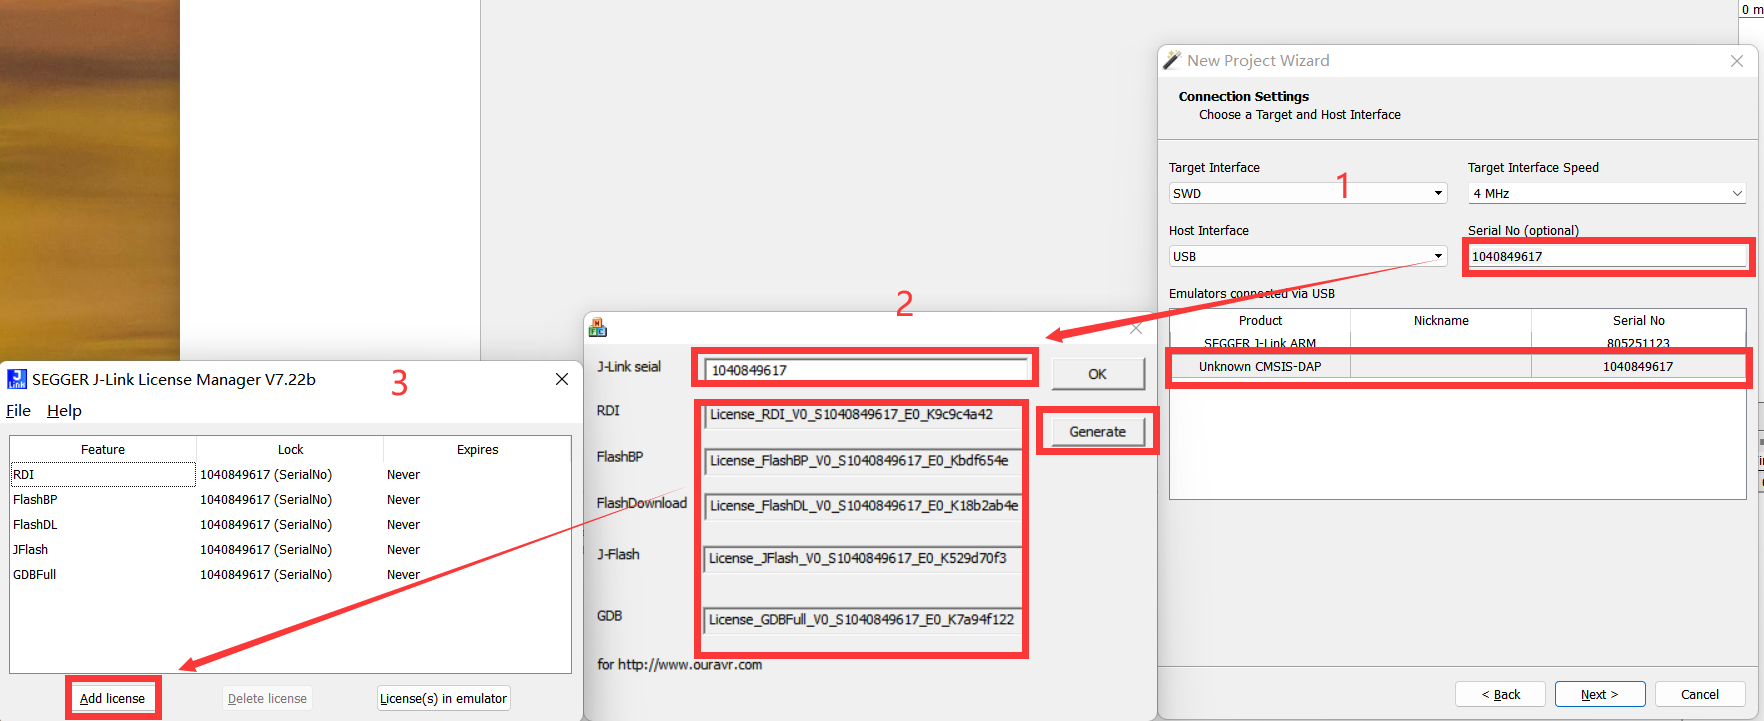 0 m
New Project Wizard
Connection Settings
Choose a Target and Host Interface
Target Interface
Target Interface Speed
1
SWD
4 MHz
Host Interface
Serial No (optional)
USB
1040849617
Emulators connected via USB
Product Nickname Serial No
SEGGER J-Link ARM 805251123
Unknown CMSIS-DAP 1040849617
< Back
Next >
Cancel
2
J-Link seial
1040849617
OK
RDI
License_RDI_V0_S1040849617_E0_K9c9c4a42
Generate
FlashBP
License_FlashBP_V0_S1040849617_E0_Kbdf654e
FlashDownload
License_FlashDL_V0_S1040849617_E0_K18b2ab4e
J-Flash
License_JFlash_V0_S1040849617_E0_K529d70f3
GDB
License_GDBFull_V0_S1040849617_E0_K7a94f122
for http://www.ouravr.com
J Link
SEGGER J-Link License Manager V7.22b
3
File Help
Feature Lock Expires
RDI 1040849617 (SerialNo) Never
FlashBP 1040849617 (SerialNo) Never
FlashDL 1040849617 (SerialNo) Never
JFlash 1040849617 (SerialNo) Never
GDBFull 1040849617 (SerialNo) Never
Add license
Delete license
License(s) in emulator